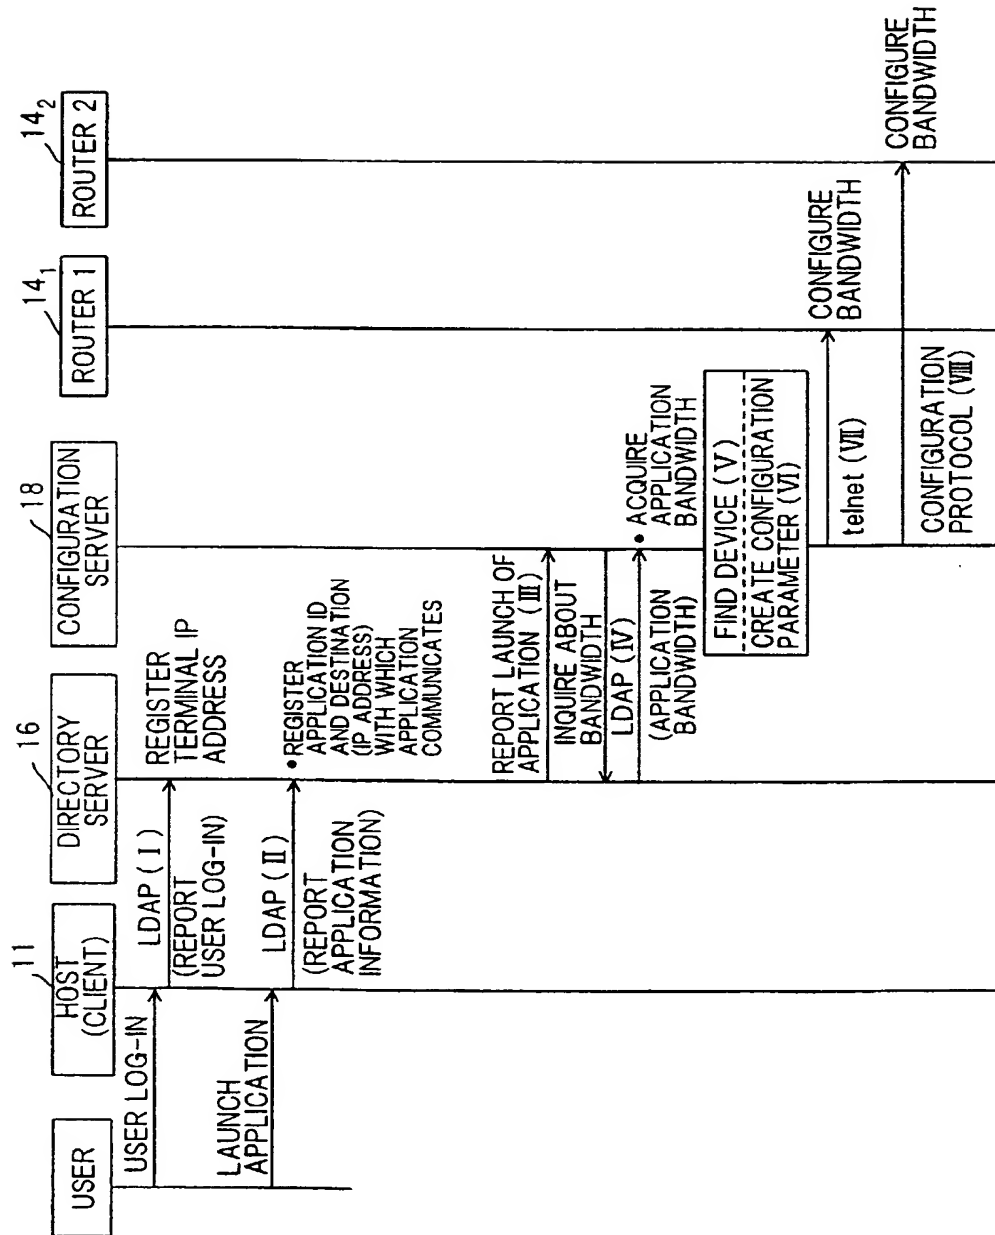 USER
11
HOST
(CLIENT)
16
DIRECTORY
SERVER
18
CONFIGURATION
SERVER
14₁
ROUTER 1
14₂
ROUTER 2
USER LOG-IN
LDAP (I)
(REPORT
USER LOG-IN)
REGISTER
TERMINAL IP
ADDRESS
LAUNCH
APPLICATION
LDAP (II)
(REPORT
APPLICATION
INFORMATION)
• REGISTER
APPLICATION ID
AND DESTINATION
(IP ADDRESS)
WITH WHICH
APPLICATION
COMMUNICATES
REPORT LAUNCH OF
APPLICATION (III)
INQUIRE ABOUT
BANDWIDTH
LDAP (IV)
(APPLICATION
BANDWIDTH)
• ACQUIRE
APPLICATION
BANDWIDTH
FIND DEVICE (V)
CREATE CONFIGURATION
PARAMETER (VI)
telnet (VII)
CONFIGURE
BANDWIDTH
CONFIGURATION
PROTOCOL (VIII)
CONFIGURE
BANDWIDTH